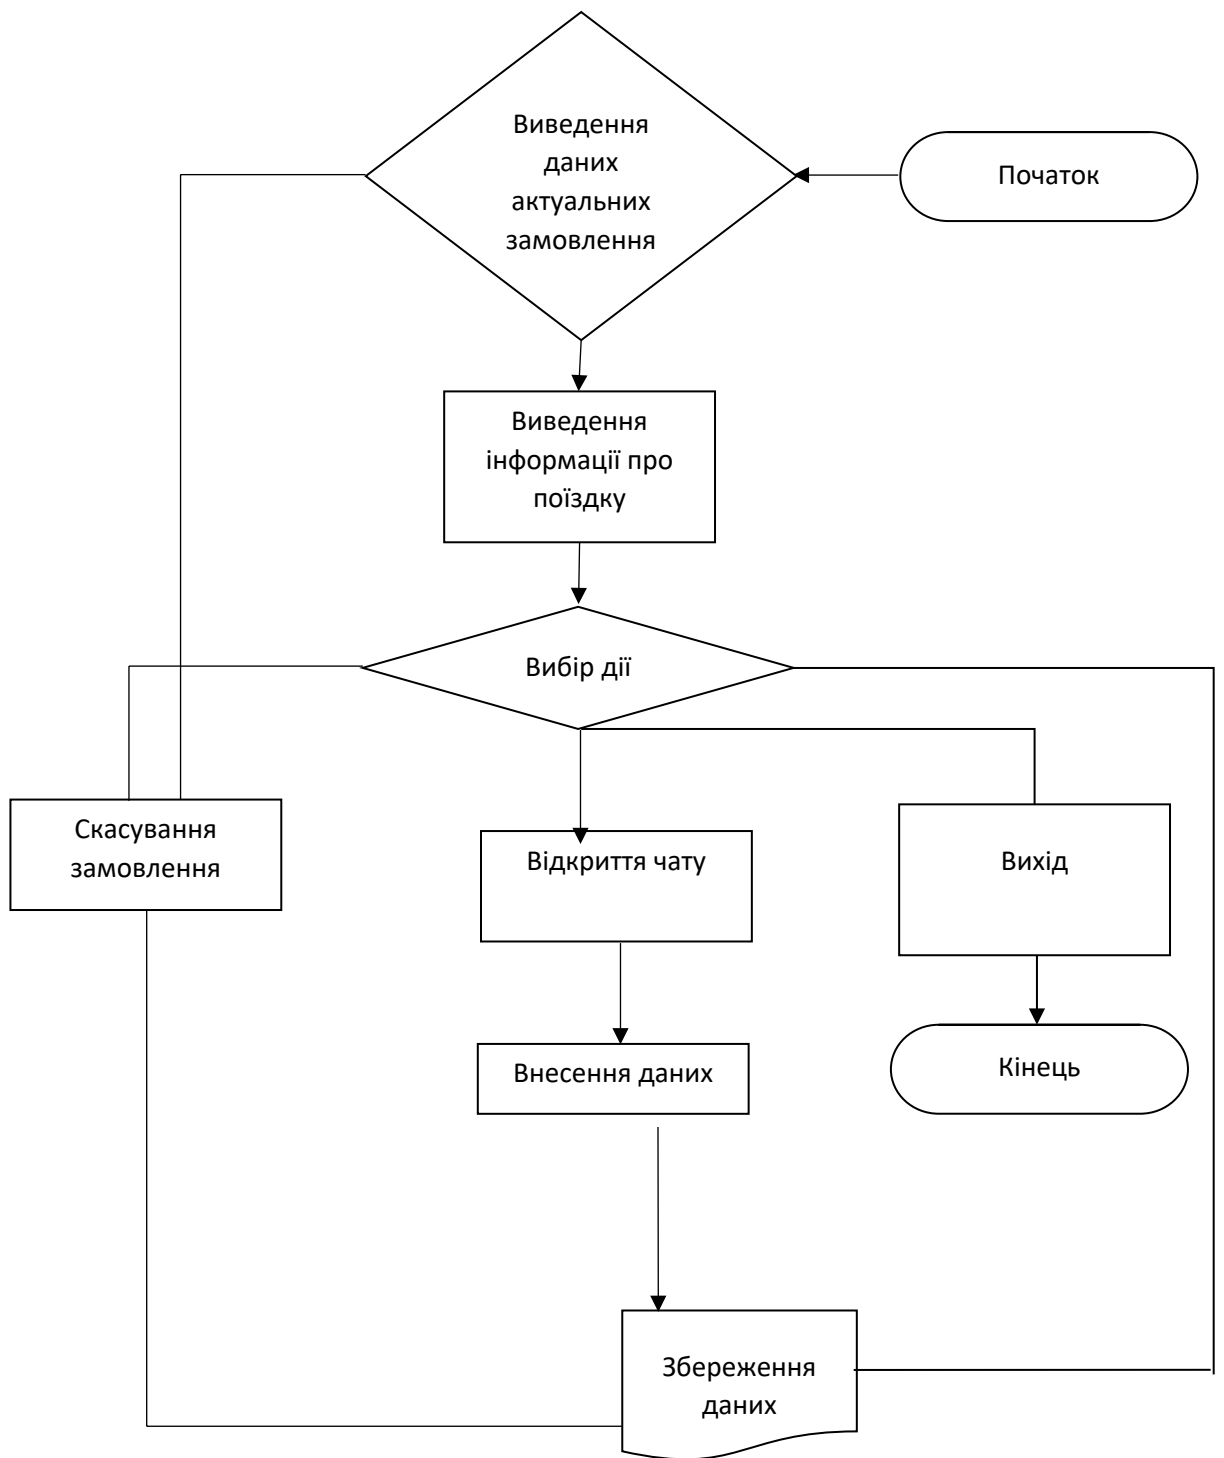 Виведення
даних
актуальних
замовлення
Початок
Виведення
інформації про
поїздку
Вибір дії
Скасування
замовлення
Відкриття чату
Вихід
Внесення даних
Кінець
Збереження
даних